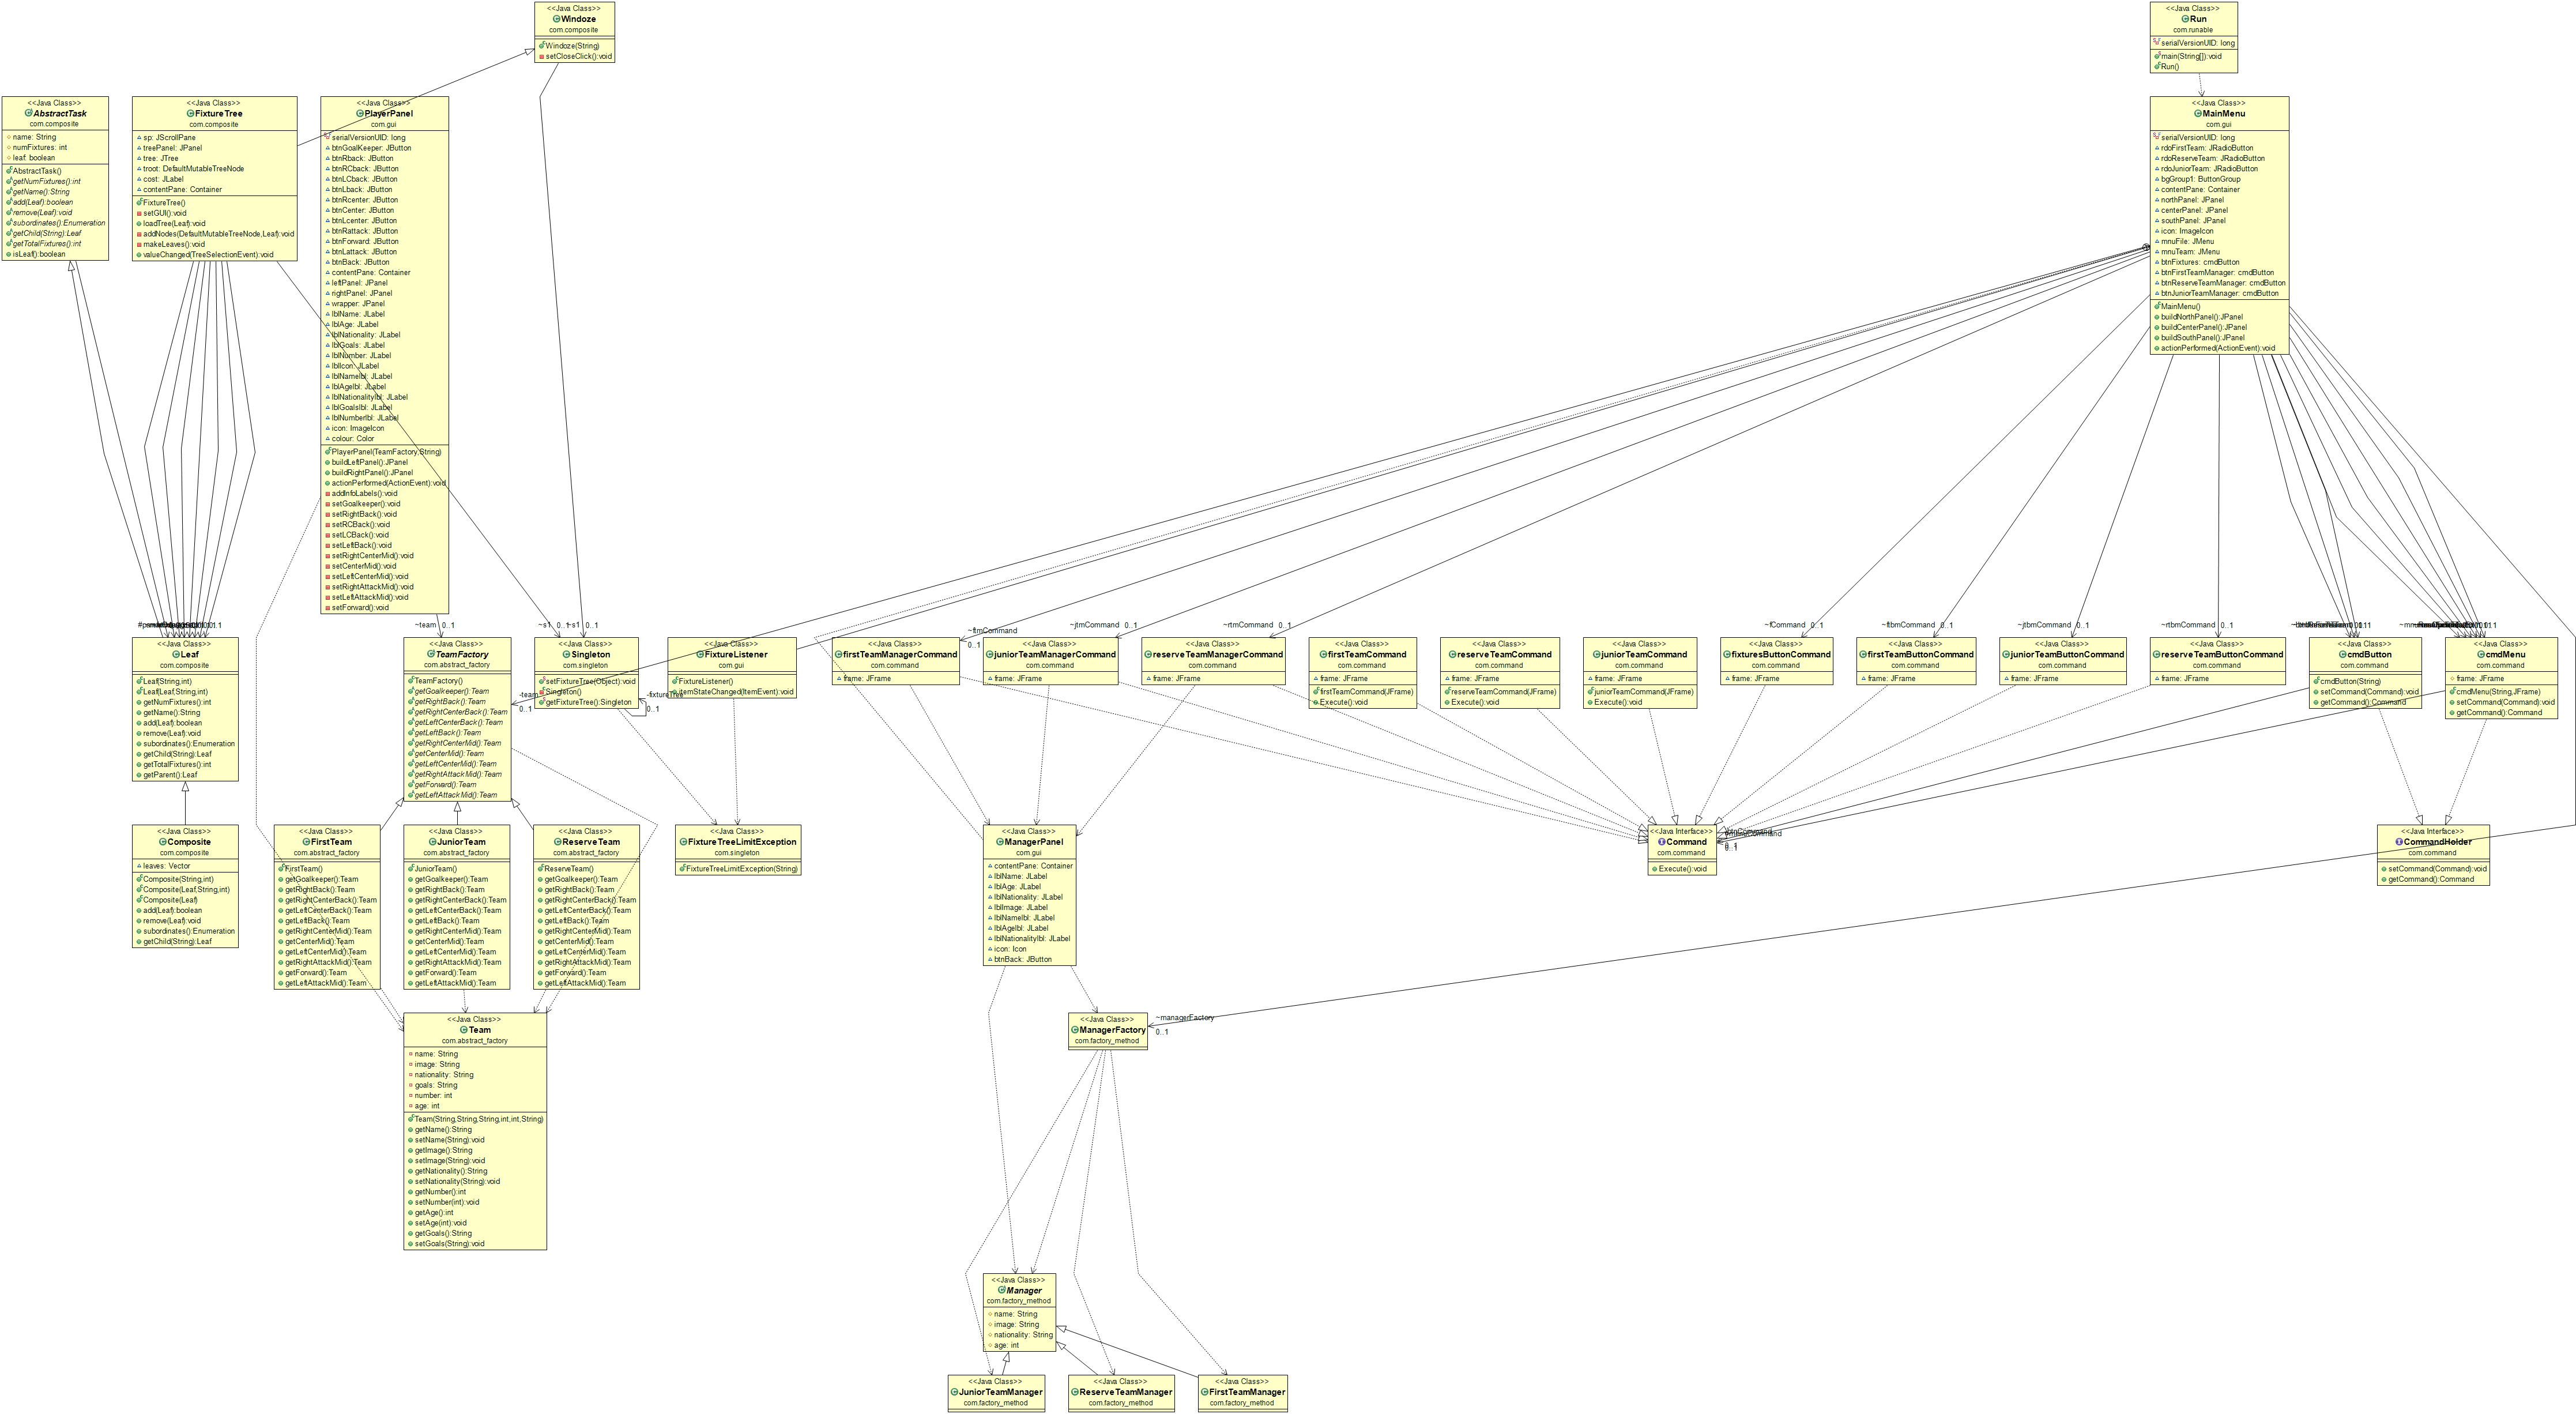 <<Java Class>>
Windoze
com.composite
Windoze(String)
setCloseClick():void
<<Java Class>>
Run
com.runable
serialVersionUID: long
main(String[]):void
Run()
<<Java Class>>
AbstractTask
com.composite
name: String
numFixtures: int
leaf: boolean
AbstractTask()
getNumFixtures():int
getName():String
add(Leaf):boolean
remove(Leaf):void
subordinates():Enumeration
getChild(String):Leaf
getTotalFixtures():int
isLeaf():boolean
<<Java Class>>
FixtureTree
com.composite
sp: JScrollPane
treePanel: JPanel
tree: JTree
troot: DefaultMutableTreeNode
cost: JLabel
contentPane: Container
FixtureTree()
setGUI():void
loadTree(Leaf):void
addNodes(DefaultMutableTreeNode,Leaf):void
makeLeaves():void
valueChanged(TreeSelectionEvent):void
<<Java Class>>
PlayerPanel
com.gui
serialVersionUID: long
btnGoalKeeper: JButton
btnRback: JButton
btnRCback: JButton
btnLCback: JButton
btnLback: JButton
btnRcenter: JButton
btnCenter: JButton
btnLcenter: JButton
btnRattack: JButton
btnForward: JButton
btnLattack: JButton
btnBack: JButton
contentPane: Container
leftPanel: JPanel
rightPanel: JPanel
wrapper: JPanel
lblName: JLabel
lblAge: JLabel
lblNationality: JLabel
lblGoals: JLabel
lblNumber: JLabel
lblIcon: JLabel
lblNamelbl: JLabel
lblAgelbl: JLabel
lblNationalitylbl: JLabel
lblGoalslbl: JLabel
lblNumberlbl: JLabel
icon: ImageIcon
colour: Color
PlayerPanel(TeamFactory,String)
buildLeftPanel():JPanel
buildRightPanel():JPanel
actionPerformed(ActionEvent):void
addInfoLabels():void
setGoalkeeper():void
setRightBack():void
setRCBack():void
setLCBack():void
setLeftBack():void
setRightCenterMid():void
setCenterMid():void
setLeftCenterMid():void
setRightAttackMid():void
setLeftAttackMid():void
setForward():void
<<Java Class>>
MainMenu
com.gui
serialVersionUID: long
rdoFirstTeam: JRadioButton
rdoReserveTeam: JRadioButton
rdoJuniorTeam: JRadioButton
bgGroup1: ButtonGroup
contentPane: Container
northPanel: JPanel
centerPanel: JPanel
southPanel: JPanel
icon: ImageIcon
mnuFile: JMenu
mnuTeam: JMenu
btnFixtures: cmdButton
btnFirstTeamManager: cmdButton
btnReserveTeamManager: cmdButton
btnJuniorTeamManager: cmdButton
MainMenu()
buildNorthPanel():JPanel
buildCenterPanel():JPanel
buildSouthPanel():JPanel
actionPerformed(ActionEvent):void
~team 0..1
~s1 0..1
~s1 0..1
~ftmCommand
0..1
~jtmCommand 0..1
~rtmCommand 0..1
~fCommand 0..1
~ftbmCommand 0..1
~jtbmCommand 0..1
~rtbmCommand 0..1
<<Java Class>>
Leaf
com.composite
Leaf(String,int)
Leaf(Leaf,String,int)
getNumFixtures():int
getName():String
add(Leaf):boolean
remove(Leaf):void
subordinates():Enumeration
getChild(String):Leaf
getTotalFixtures():int
getParent():Leaf
<<Java Class>>
TeamFactory
com.abstract_factory
TeamFactory()
getGoalkeeper():Team
getRightBack():Team
getRightCenterBack():Team
getLeftCenterBack():Team
getLeftBack():Team
getRightCenterMid():Team
getCenterMid():Team
getLeftCenterMid():Team
getRightAttackMid():Team
getForward():Team
getLeftAttackMid():Team
~team
0..1
<<Java Class>>
Singleton
com.singleton
setFixtureTree(Object):void
Singleton()
getFixtureTree():Singleton
-fixtureTree
0..1
<<Java Class>>
FixtureListener
com.gui
FixtureListener()
itemStateChanged(ItemEvent):void
<<Java Class>>
firstTeamManagerCommand
com.command
frame: JFrame
<<Java Class>>
juniorTeamManagerCommand
com.command
frame: JFrame
<<Java Class>>
reserveTeamManagerCommand
com.command
frame: JFrame
<<Java Class>>
firstTeamCommand
com.command
frame: JFrame
firstTeamCommand(JFrame)
Execute():void
<<Java Class>>
reserveTeamCommand
com.command
frame: JFrame
reserveTeamCommand(JFrame)
Execute():void
<<Java Class>>
juniorTeamCommand
com.command
frame: JFrame
juniorTeamCommand(JFrame)
Execute():void
<<Java Class>>
fixturesButtonCommand
com.command
frame: JFrame
<<Java Class>>
firstTeamButtonCommand
com.command
frame: JFrame
<<Java Class>>
juniorTeamButtonCommand
com.command
frame: JFrame
<<Java Class>>
reserveTeamButtonCommand
com.command
frame: JFrame
<<Java Class>>
cmdButton
com.command
cmdButton(String)
setCommand(Command):void
getCommand():Command
<<Java Class>>
cmdMenu
com.command
frame: JFrame
cmdMenu(String,JFrame)
setCommand(Command):void
getCommand():Command
<<Java Class>>
Composite
com.composite
leaves: Vector
Composite(String,int)
Composite(Leaf,String,int)
Composite(Leaf)
add(Leaf):boolean
remove(Leaf):void
subordinates():Enumeration
getChild(String):Leaf
<<Java Class>>
FirstTeam
com.abstract_factory
FirstTeam()
getGoalkeeper():Team
getRightBack():Team
getRightCenterBack():Team
getLeftCenterBack():Team
getLeftBack():Team
getRightCenterMid():Team
getCenterMid():Team
getLeftCenterMid():Team
getRightAttackMid():Team
getForward():Team
getLeftAttackMid():Team
<<Java Class>>
JuniorTeam
com.abstract_factory
JuniorTeam()
getGoalkeeper():Team
getRightBack():Team
getRightCenterBack():Team
getLeftCenterBack():Team
getLeftBack():Team
getRightCenterMid():Team
getCenterMid():Team
getLeftCenterMid():Team
getRightAttackMid():Team
getForward():Team
getLeftAttackMid():Team
<<Java Class>>
ReserveTeam
com.abstract_factory
ReserveTeam()
getGoalkeeper():Team
getRightBack():Team
getRightCenterBack():Team
getLeftCenterBack():Team
getLeftBack():Team
getRightCenterMid():Team
getCenterMid():Team
getLeftCenterMid():Team
getRightAttackMid():Team
getForward():Team
getLeftAttackMid():Team
<<Java Class>>
FixtureTreeLimitException
com.singleton
FixtureTreeLimitException(String)
<<Java Class>>
ManagerPanel
com.gui
contentPane: Container
lblName: JLabel
lblAge: JLabel
lblNationality: JLabel
lblImage: JLabel
lblNamelbl: JLabel
lblAgelbl: JLabel
lblNationalitylbl: JLabel
icon: Icon
btnBack: JButton
<<Java Interface>>
Command
com.command
Execute():void
0..1
<<Java Interface>>
CommandHolder
com.command
setCommand(Command):void
getCommand():Command
<<Java Class>>
Team
com.abstract_factory
name: String
image: String
nationality: String
goals: String
number: int
age: int
Team(String,String,String,int,int,String)
getName():String
setName(String):void
getImage():String
setImage(String):void
getNationality():String
setNationality(String):void
getNumber():int
setNumber(int):void
getAge():int
setAge(int):void
getGoals():String
setGoals(String):void
<<Java Class>>
ManagerFactory
com.factory_method
~managerFactory
0..1
<<Java Class>>
Manager
com.factory_method
name: String
image: String
nationality: String
age: int
<<Java Class>>
JuniorTeamManager
com.factory_method
<<Java Class>>
ReserveTeamManager
com.factory_method
<<Java Class>>
FirstTeamManager
com.factory_method